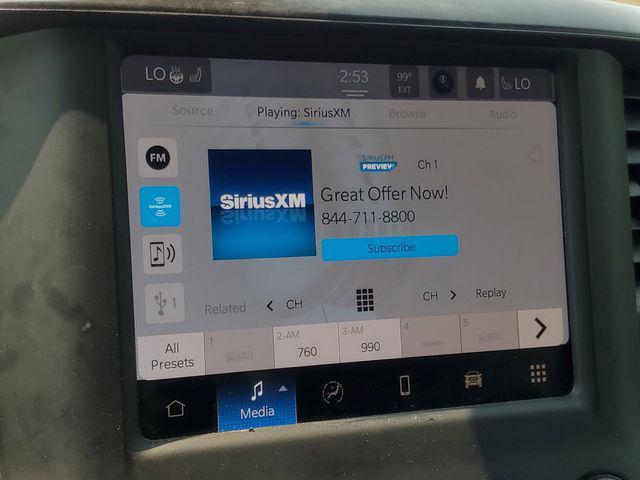 LO 2:53 99° EXT LO
Source Playing: SiriusXM Browse Audio
FM
SIRIUSXM PREVIEW Ch 1
SiriusXM
SiriusXM
Great Offer Now!
844-711-8800
Subscribe
1
Related < CH CH > Replay
All Presets
1
2-AM 760
3-AM 990
4
5
Media